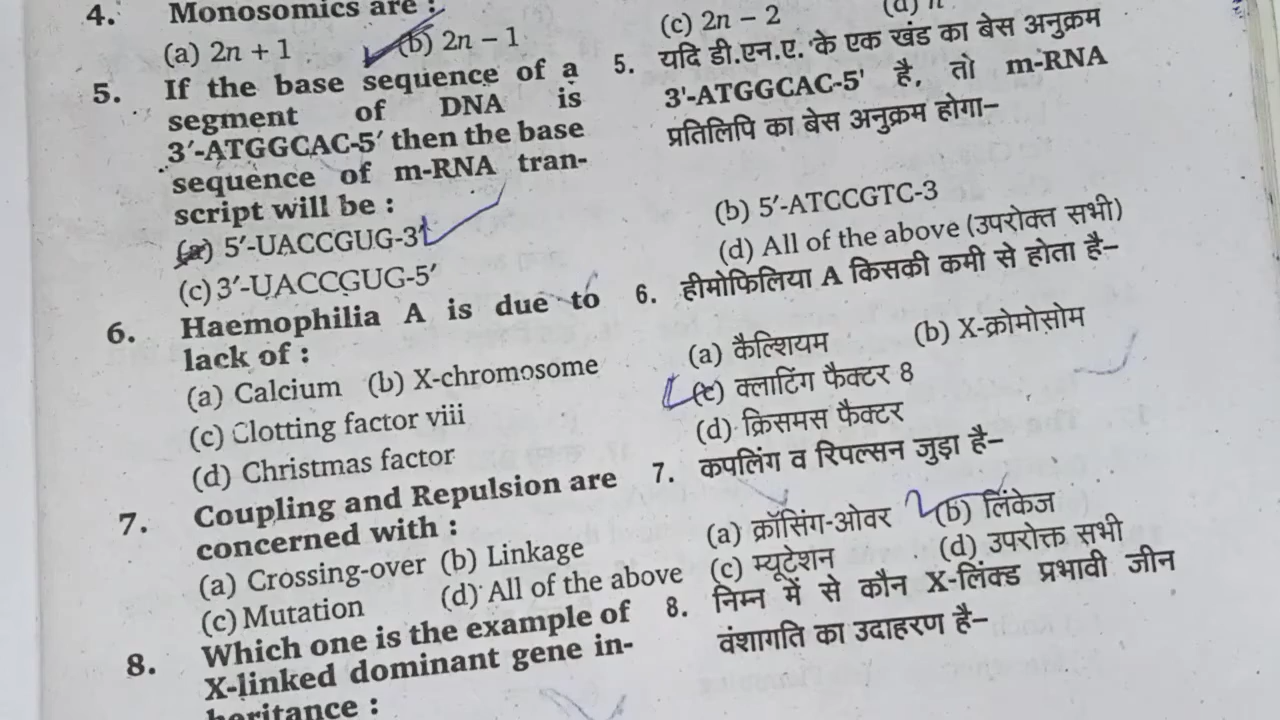 4. Monosomics are :
(a) 2n + 1 (b) 2n – 1
5. If the base sequence of a
segment of DNA is
3′-ATGGCAC-5′ then the base
sequence of m-RNA tran-
script will be :
(a) 5′-UACCGUG-3′
(c) 3′-UACCGUG-5′
6. Haemophilia A is due to
lack of :
(a) Calcium (b) X-chromosome
(c) Clotting factor viii
(d) Christmas factor
7. Coupling and Repulsion are
concerned with :
(a) Crossing-over (b) Linkage
(c) Mutation (d) All of the above
8. Which one is the example of
X-linked dominant gene in-
heritance :
(c) 2n – 2 (d) n
5. यदि डी.एन.ए. के एक खंड का बेस अनुक्रम
3'-ATGGCAC-5' है, तो m-RNA
प्रतिलिपि का बेस अनुक्रम होगा–
(b) 5′-ATCCGTC-3
(d) All of the above (उपरोक्त सभी)
6. हीमोफिलिया A किसकी कमी से होता है–
(a) कैल्शियम (b) X-क्रोमोसोम
(c) क्लाटिंग फैक्टर 8
(d) क्रिसमस फैक्टर
7. कपलिंग व रिपल्सन जुड़ा है–
(a) क्रॉसिंग-ओवर (b) लिंकेज
(c) म्यूटेशन (d) उपरोक्त सभी
8. निम्न में से कौन X-लिंक्ड प्रभावी जीन
वंशागति का उदाहरण है–